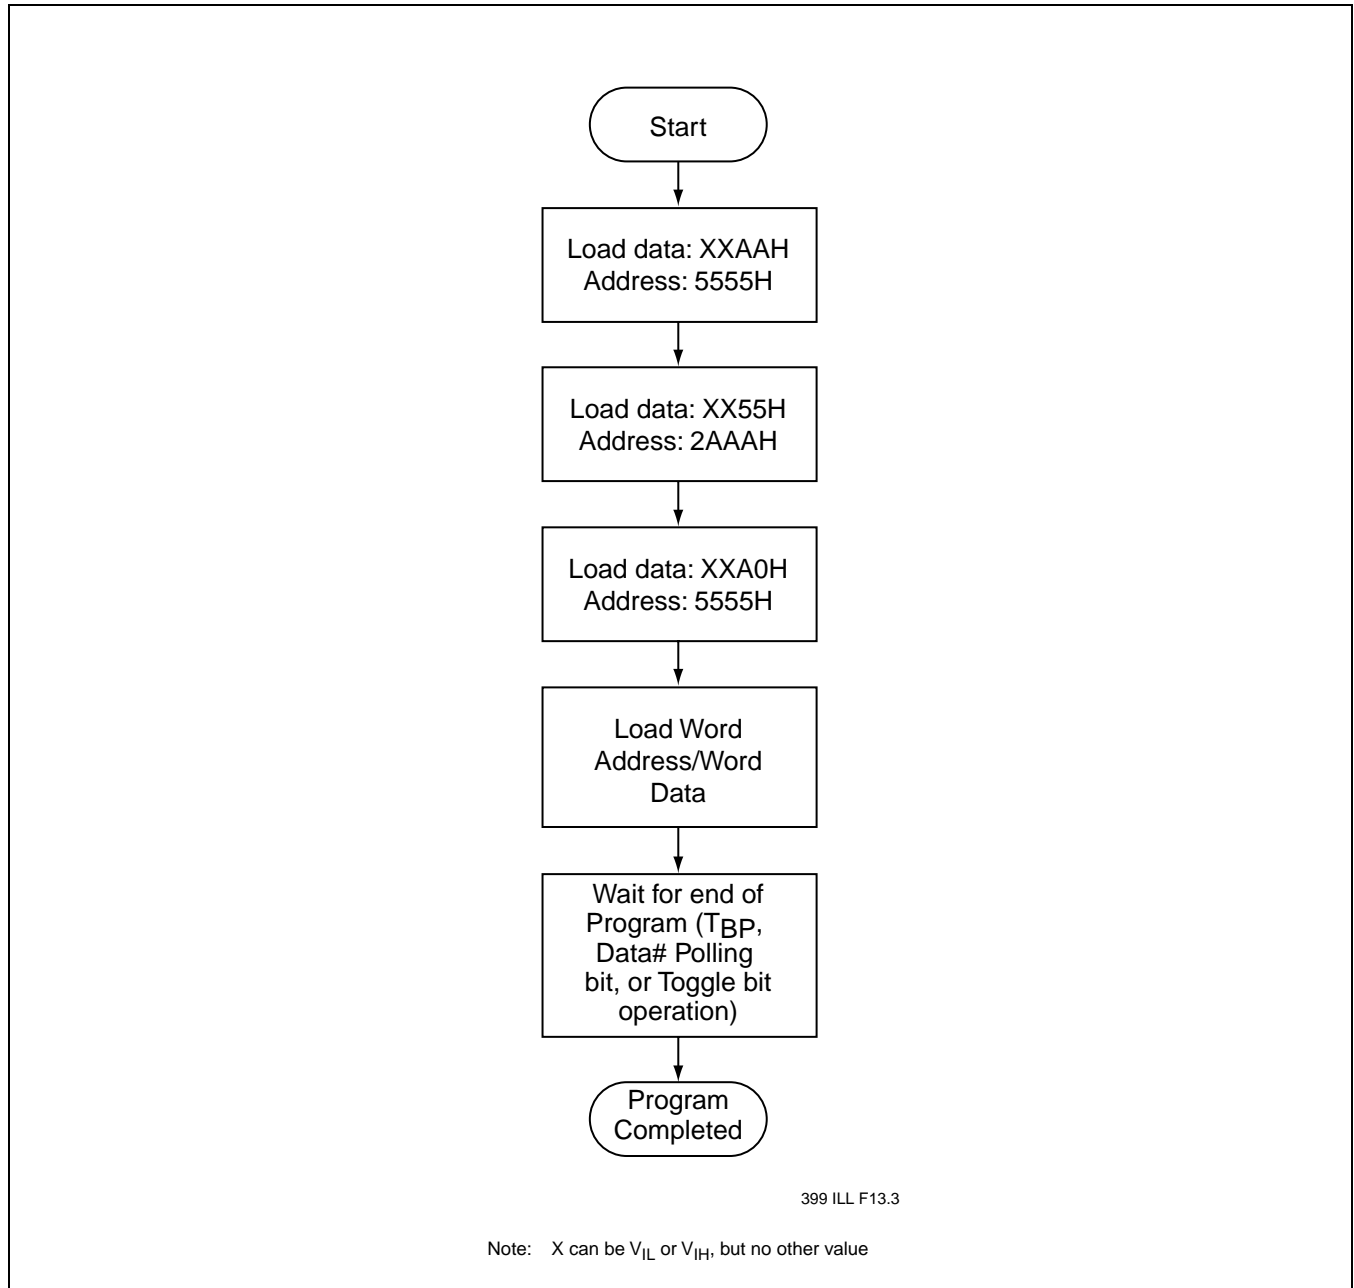 Start
Load data: XXAAH
Address: 5555H
Load data: XX55H
Address: 2AAAH
Load data: XXA0H
Address: 5555H
Load Word
Address/Word
Data
Wait for end of
Program (TBP,
Data# Polling
bit, or Toggle bit
operation)
Program
Completed
399 ILL F13.3
Note: X can be VIL or VIH, but no other value